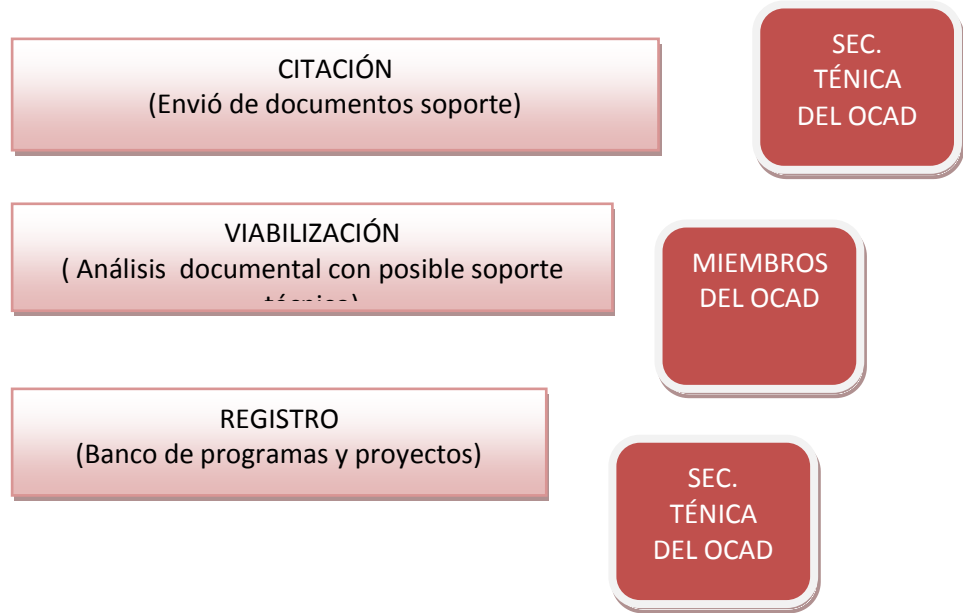 CITACIÓN
(Envió de documentos soporte)
SEC.
TÉNICA
DEL OCAD
VIABILIZACIÓN
( Análisis documental con posible soporte
MIEMBROS
DEL OCAD
REGISTRO
(Banco de programas y proyectos)
SEC.
TÉNICA
DEL OCAD